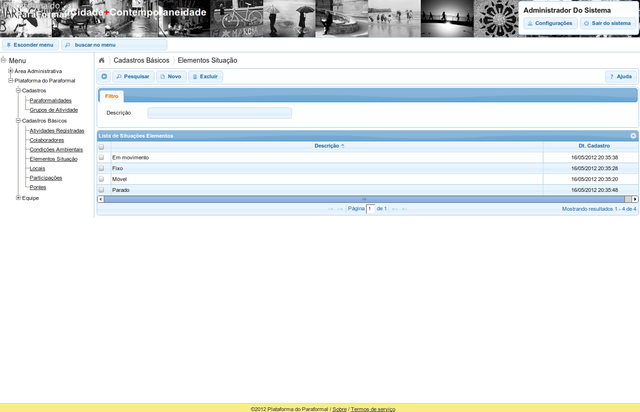 Cidade+Contemporaneidade
Administrador Do Sistema
Configurações
Sair do sistema
Esconder menu
buscar no menu
Menu
Área Administrativa
Plataforma do Paraformal
Cadastros
Paraformalidades
Grupos de Atividade
Cadastros Básicos
Atividades Registradas
Colaboradores
Condições Ambientais
Elementos Situação
Locais
Participações
Pontes
Equipe
Cadastros Básicos
Elementos Situação
Pesquisar
Novo
Excluir
Ajuda
Filtro
Descrição
Lista de Situações Elementos
Descrição
Dt. Cadastro
Em movimento
16/05/2012 20:35:38
Fixo
16/05/2012 20:35:28
Móvel
16/05/2012 20:35:20
Parado
16/05/2012 20:35:48
Página 1 de 1
Mostrando resultados 1 - 4 de 4
©2012 Plataforma do Paraformal / Sobre / Termos de serviço